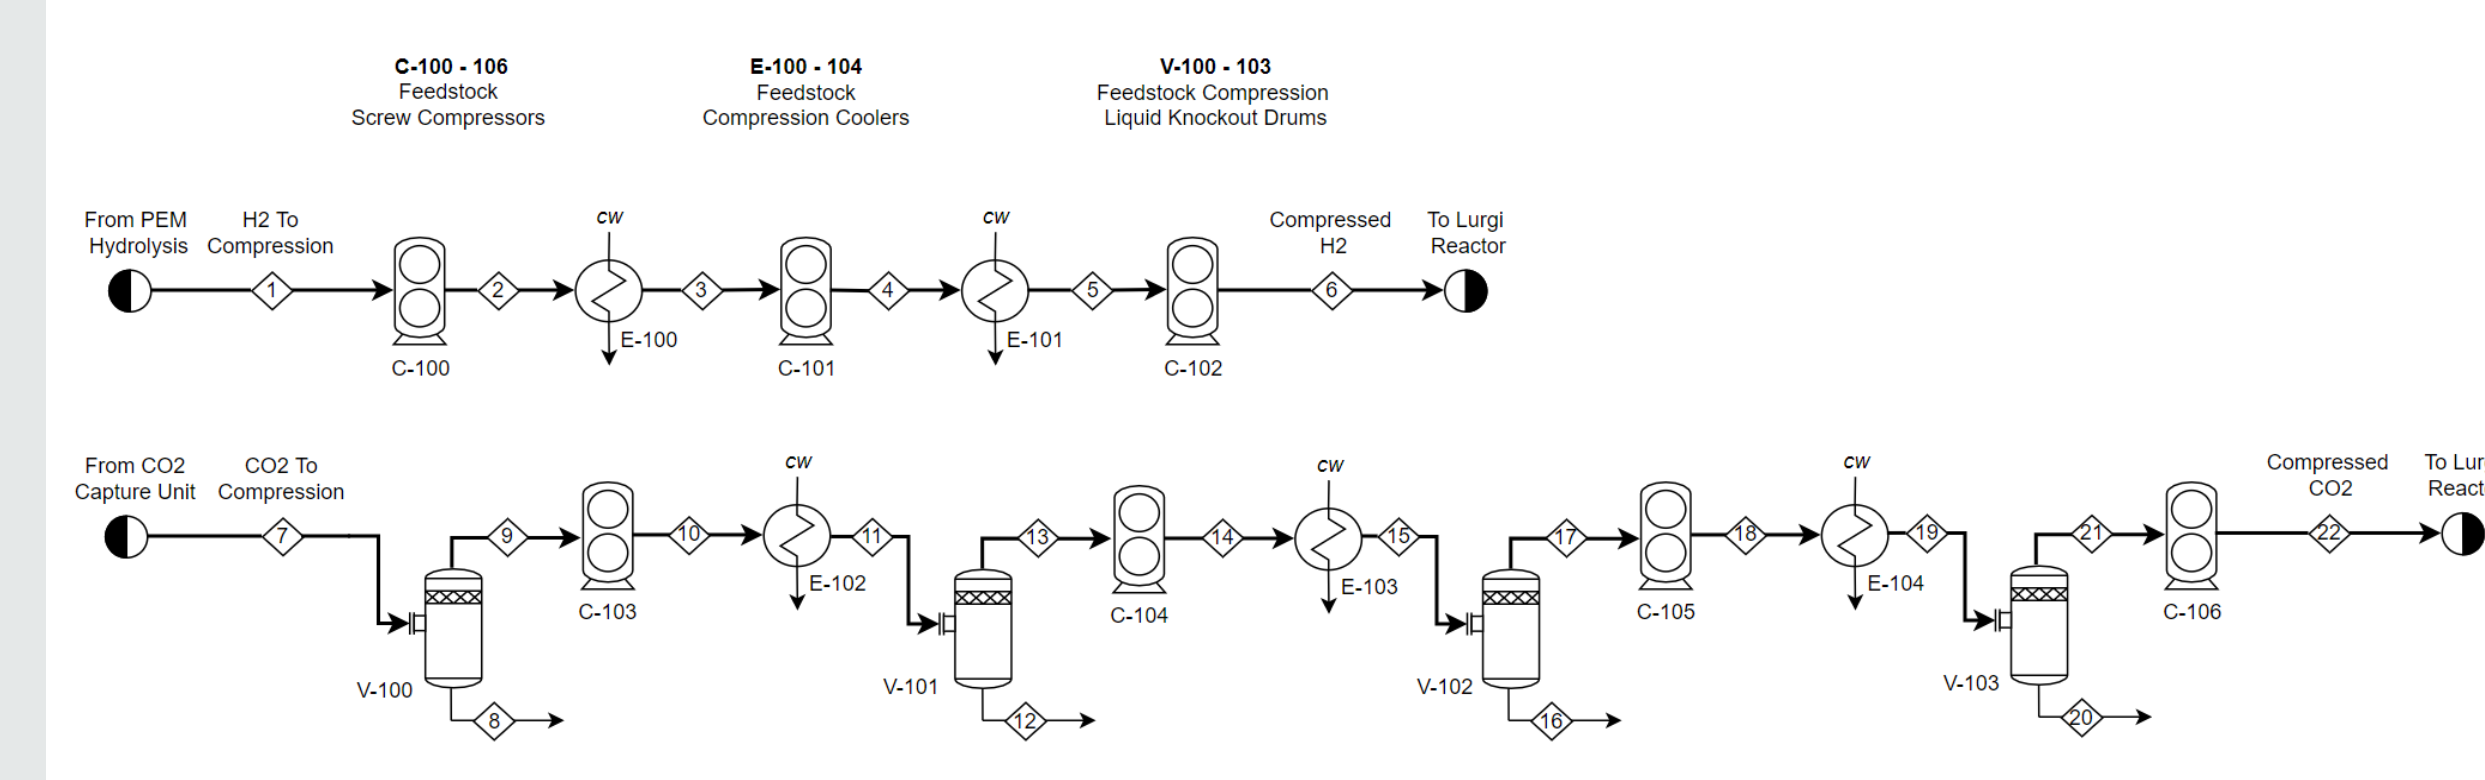 C-100 - 106
Feedstock
Screw Compressors
E-100 - 104
Feedstock
Compression Coolers
V-100 - 103
Feedstock Compression
Liquid Knockout Drums
From PEM
Hydrolysis
H2 To
Compression
cw
cw
Compressed
H2
To Lurgi
Reactor
1
2
3
4
5
6
E-100
E-101
C-100
C-101
C-102
From CO2
Capture Unit
CO2 To
Compression
cw
cw
cw
Compressed
CO2
To Lur
React
7
9
10
11
13
14
15
17
18
19
21
22
E-102
E-103
E-104
C-103
C-104
C-105
C-106
V-100
V-101
V-102
V-103
8
12
16
20